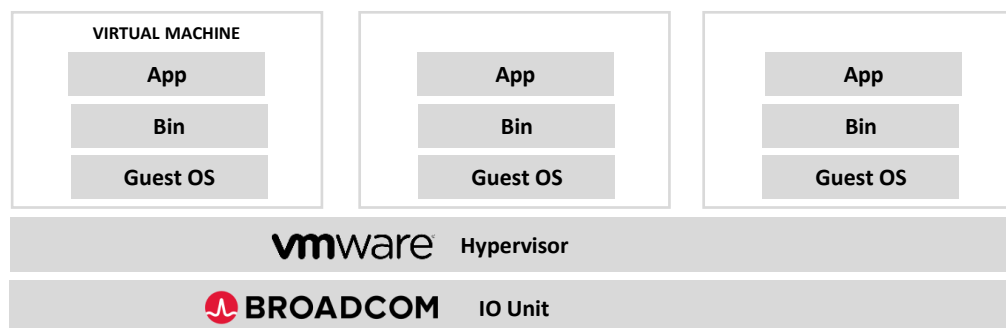 VIRTUAL MACHINE
App
Bin
Guest OS
App
Bin
Guest OS
App
Bin
Guest OS
vmware Hypervisor
BROADCOM IO Unit